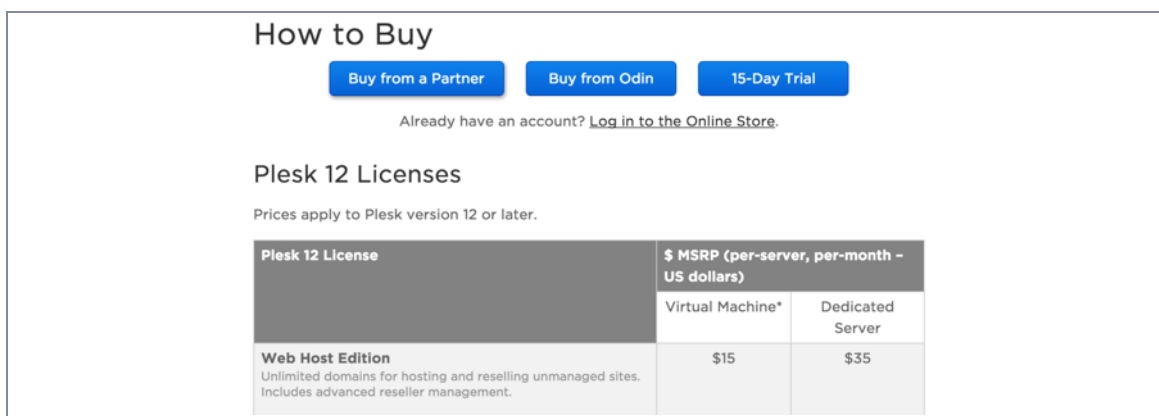 How to Buy
Buy from a Partner
Buy from Odin
15-Day Trial
Already have an account? Log in to the Online Store.
Plesk 12 Licenses
Prices apply to Plesk version 12 or later.
Plesk 12 License
$ MSRP (per-server, per-month –
US dollars)
Virtual Machine*
Dedicated
Server
Web Host Edition
Unlimited domains for hosting and reselling unmanaged sites.
Includes advanced reseller management.
$15
$35